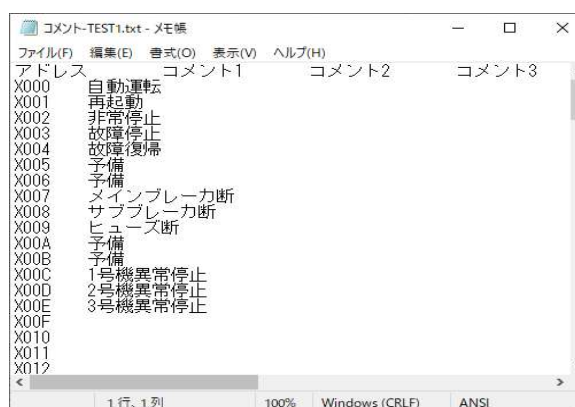 コメント-TEST1.txt - メモ帳
ファイル(F) 編集(E) 書式(O) 表示(V) ヘルプ(H)
アドレス コメント1 コメント2 コメント3
X000 自動運転
X001 再起動
X002 非常停止
X003 故障停止
X004 故障復帰
X005 予備
X006 予備
X007 メインブレーカ断
X008 サブブレーカ断
X009 ヒューズ断
X00A 予備
X00B 予備
X00C 1号機異常停止
X00D 2号機異常停止
X00E 3号機異常停止
X00F
X010
X011
X012
1行、1列 100% Windows (CRLF) ANSI